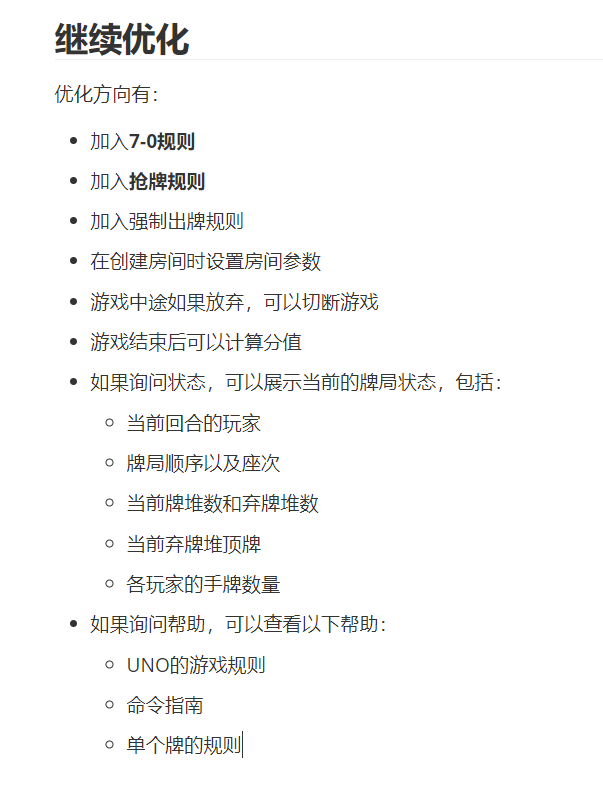 继续优化
优化方向有：
加入7-0规则
加入抢牌规则
加入强制出牌规则
在创建房间时设置房间参数
游戏中途如果放弃，可以切断游戏
游戏结束后可以计算分值
如果询问状态，可以展示当前的牌局状态，包括：
当前回合的玩家
牌局顺序以及座次
当前牌堆数和弃牌堆数
当前弃牌堆顶牌
各玩家的手牌数量
如果询问帮助，可以查看以下帮助：
UNO的游戏规则
命令指南
单个牌的规则